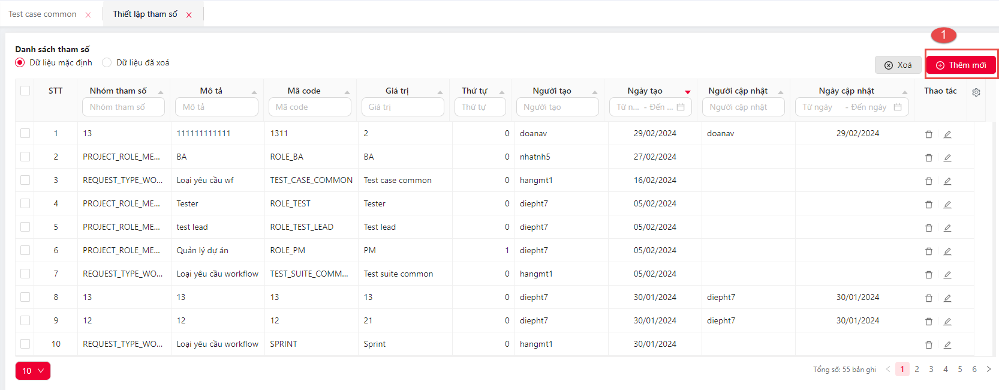 Test case common
Thiết lập tham số
1
Danh sách tham số
Dữ liệu mặc định Dữ liệu đã xoá
Xoá Thêm mới
STT Nhóm tham số Mô tả Mã code Giá trị Thứ tự Người tạo Ngày tạo Người cập nhật Ngày cập nhật Thao tác
Nhóm tham số Mô tả Mã code Giá trị Thứ tự Người tạo Từ n... - Đến ... Người cập nhật Từ ngày - Đến ngày
1 13 111111111111 1311 2 0 doanav 29/02/2024 doanav 29/02/2024
2 PROJECT_ROLE_ME... BA ROLE_BA BA 0 nhatnh5 27/02/2024
3 REQUEST_TYPE_WO... Loại yêu cầu wf TEST_CASE_COMMON Test case common 0 hangmt1 16/02/2024
4 PROJECT_ROLE_ME... Tester ROLE_TEST Tester 0 diepht7 05/02/2024
5 PROJECT_ROLE_ME... test lead ROLE_TEST_LEAD Test lead 0 diepht7 05/02/2024
6 PROJECT_ROLE_ME... Quản lý dự án ROLE_PM PM 1 diepht7 05/02/2024
7 REQUEST_TYPE_WO... Loại yêu cầu workflow TEST_SUITE_COMM... Test suite common 0 hangmt1 05/02/2024
8 13 13 13 13 0 diepht7 30/01/2024 diepht7 30/01/2024
9 12 12 12 21 0 diepht7 30/01/2024 diepht7 30/01/2024
10 REQUEST_TYPE_WO... Loại yêu cầu workflow SPRINT Sprint 0 hangmt1 30/01/2024
10 Tổng số: 55 bản ghi < 1 2 3 4 5 6 >